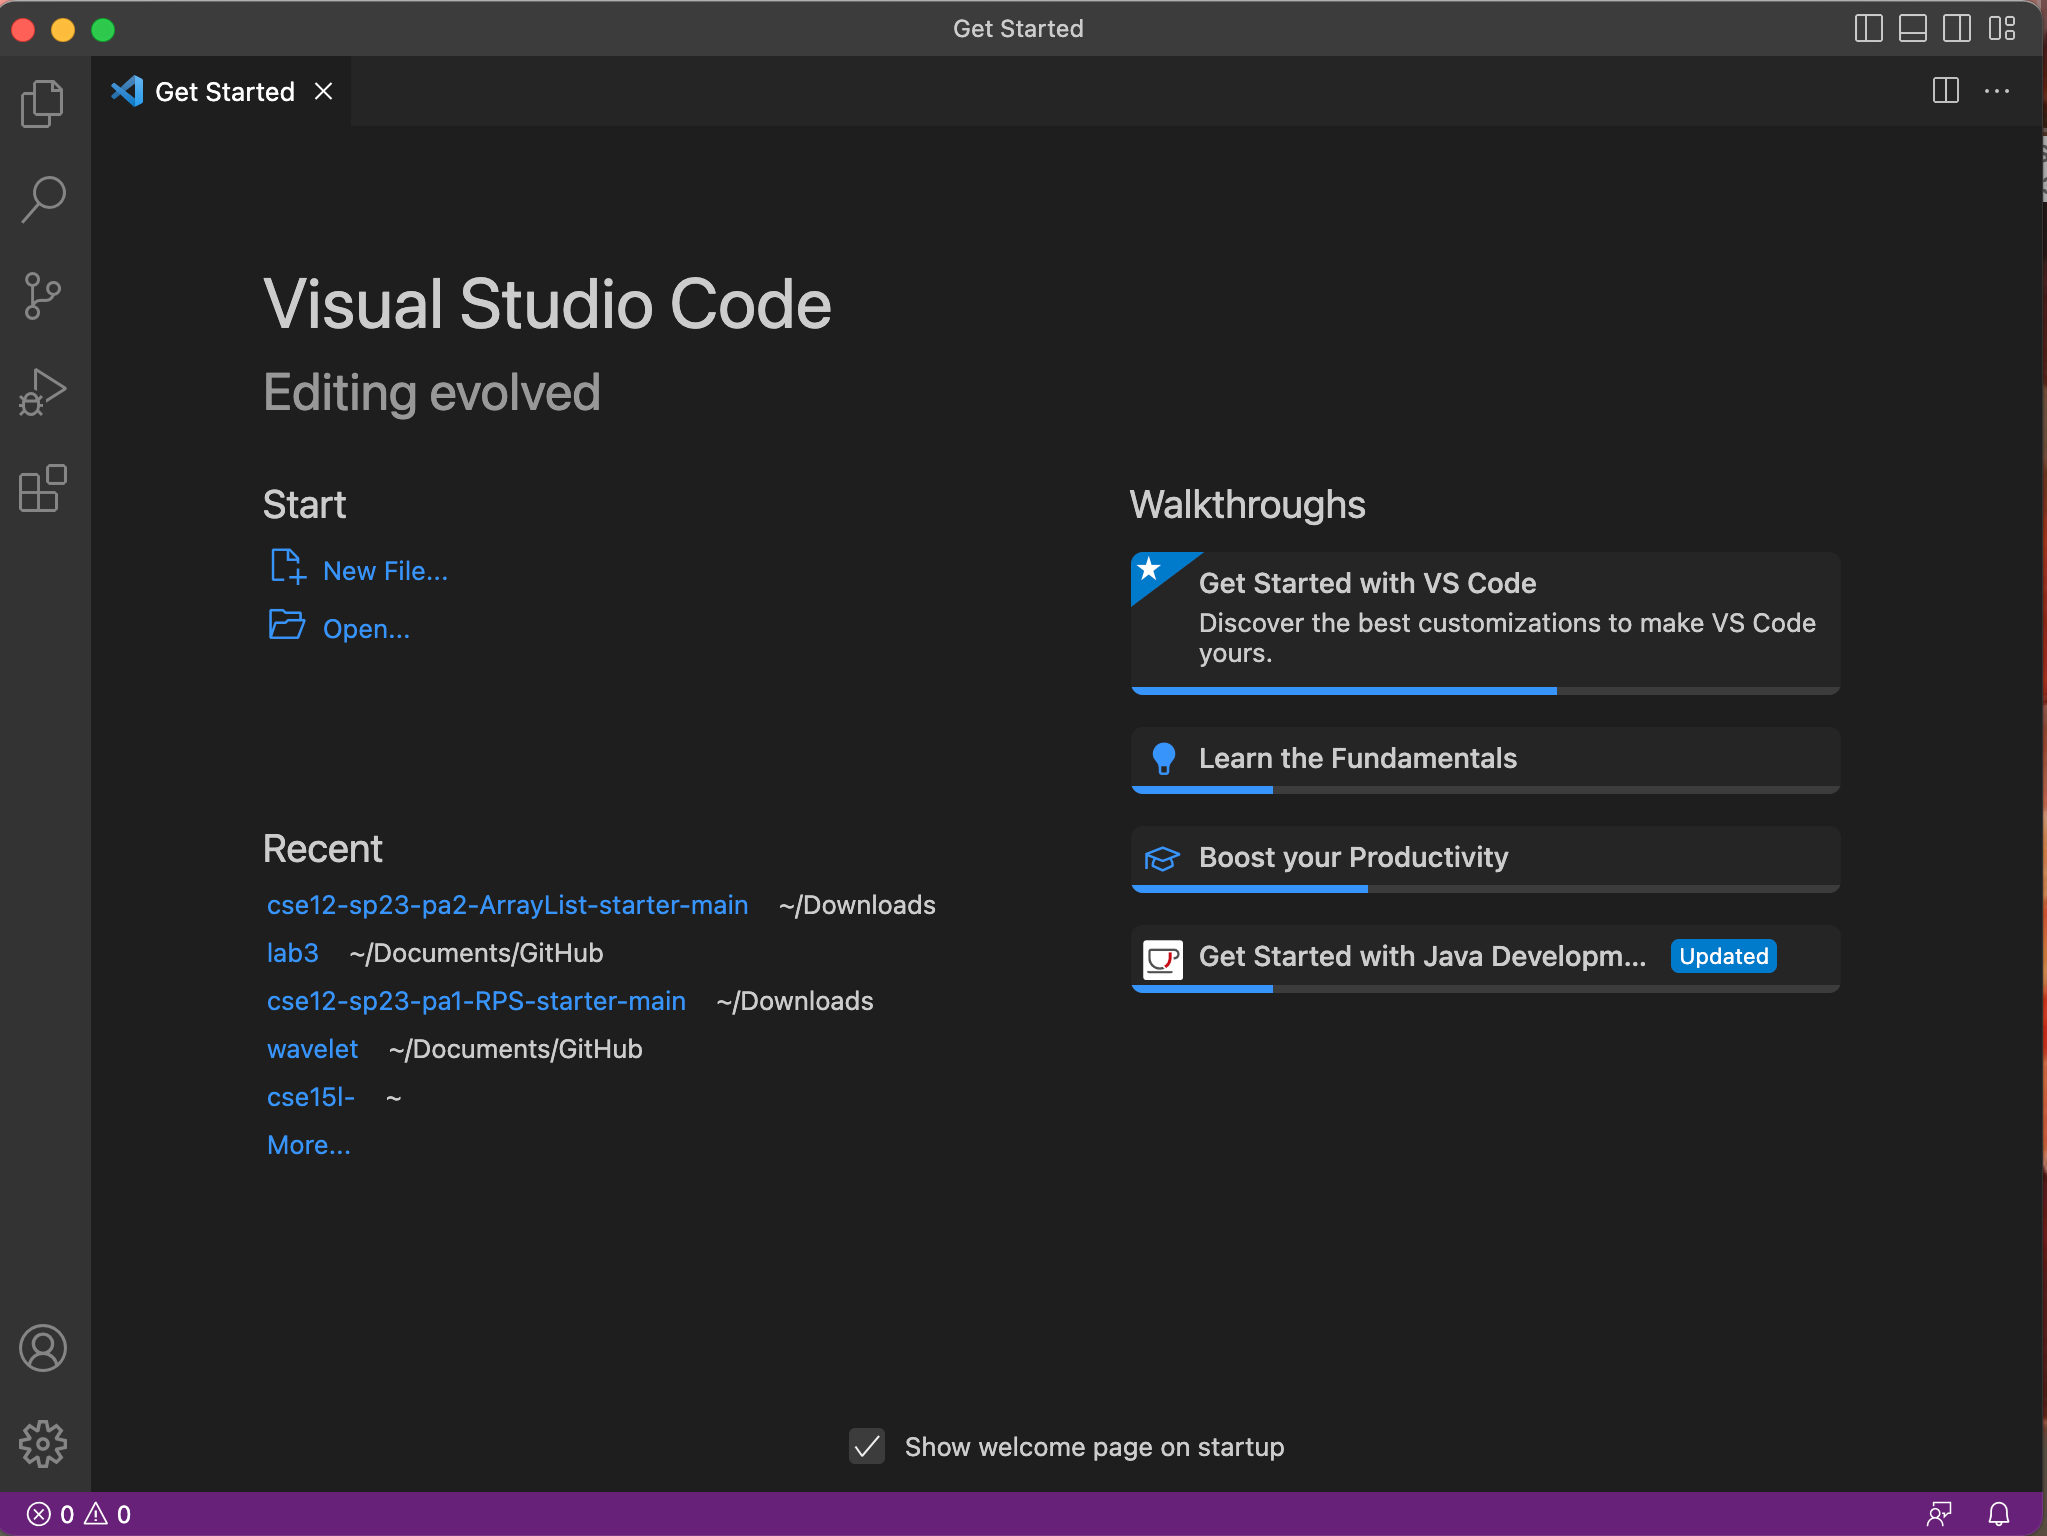 Get Started
Get Started
Visual Studio Code
Editing evolved
Start
New File...
Open...
Recent
cse12-sp23-pa2-ArrayList-starter-main ~/Downloads
lab3 ~/Documents/GitHub
cse12-sp23-pa1-RPS-starter-main ~/Downloads
wavelet ~/Documents/GitHub
cse15l- ~
More...
Walkthroughs
Get Started with VS Code
Discover the best customizations to make VS Code
yours.
Learn the Fundamentals
Boost your Productivity
Get Started with Java Developm... Updated
Show welcome page on startup
0 0